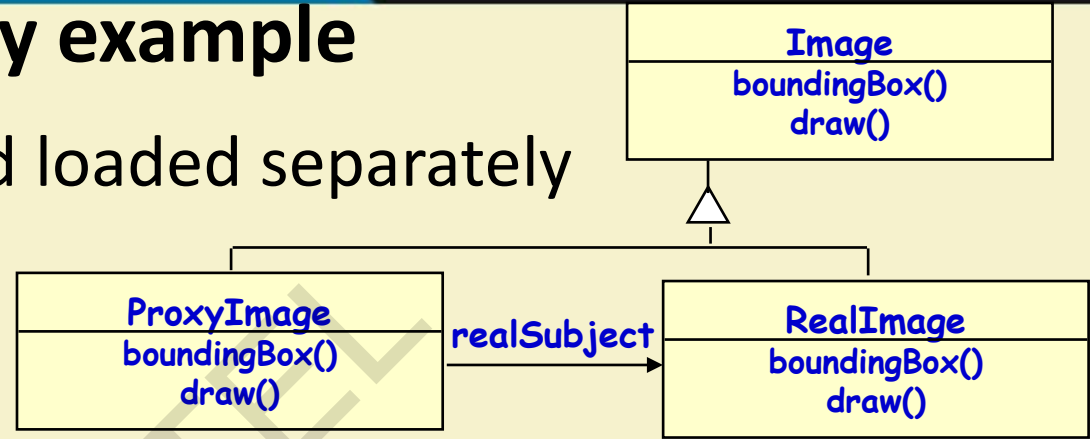 y example
d loaded separately
Image
boundingBox()
draw()
ProxyImage
boundingBox()
draw()
realSubject
RealImage
boundingBox()
draw()